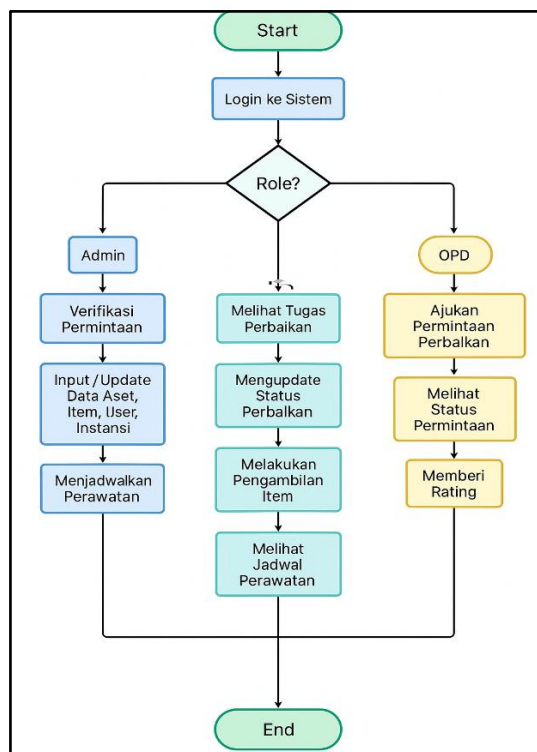 Start
Login ke Sistem
Role?
Admin
Verifikasi
Permintaan
Input/Update
Data Aset,
Item, User,
Instansi
Menjadwalkan
Perawatan
Melihat Tugas
Perbaikan
Mengupdate
Status
Perbalkan
Melakukan
Pengambilan
Item
Melihat
Jadwal
Perawatan
OPD
Ajukan
Permintaan
Perbalkan
Melihat
Status
Permintaan
Memberi
Rating
End